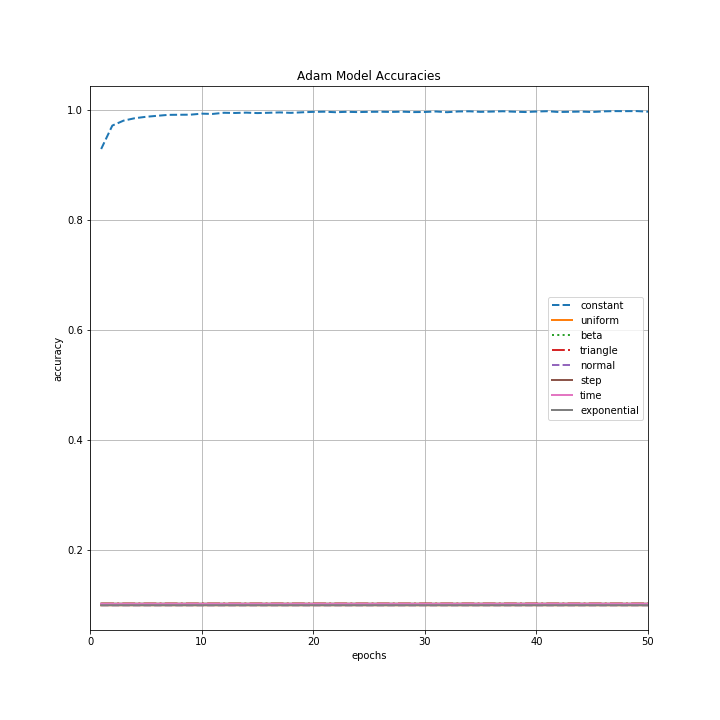 Adam Model Accuracies
1.0
0.8
0.6
0.4
0.2
accuracy
constant
uniform
beta
triangle
normal
step
time
exponential
0 10 20 30 40 50
epochs